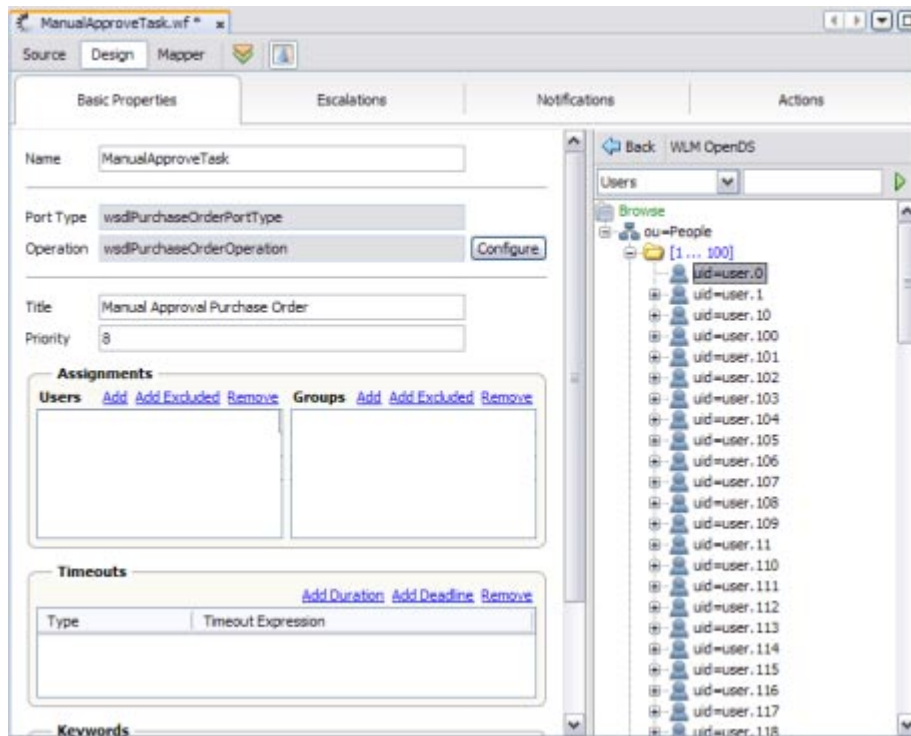 ManualApproveTask.wf *
Source Design Mapper
Basic Properties Escalations Notifications Actions
Name ManualApproveTask
Port Type wsdlPurchaseOrderPortType
Operation wsdlPurchaseOrderOperation Configure
Title Manual Approval Purchase Order
Priority 8
Assignments
Users Add Add Excluded Remove Groups Add Add Excluded Remove
Timeouts
Add Duration Add Deadline Remove
Type Timeout Expression
Keywords
Back WLM OpenDS
Users
Browse
ou=People
[1... 100]
uid=user.0
uid=user.1
uid=user.10
uid=user.100
uid=user.101
uid=user.102
uid=user.103
uid=user.104
uid=user.105
uid=user.106
uid=user.107
uid=user.108
uid=user.109
uid=user.11
uid=user.110
uid=user.111
uid=user.112
uid=user.113
uid=user.114
uid=user.115
uid=user.116
uid=user.117
uid=user.118